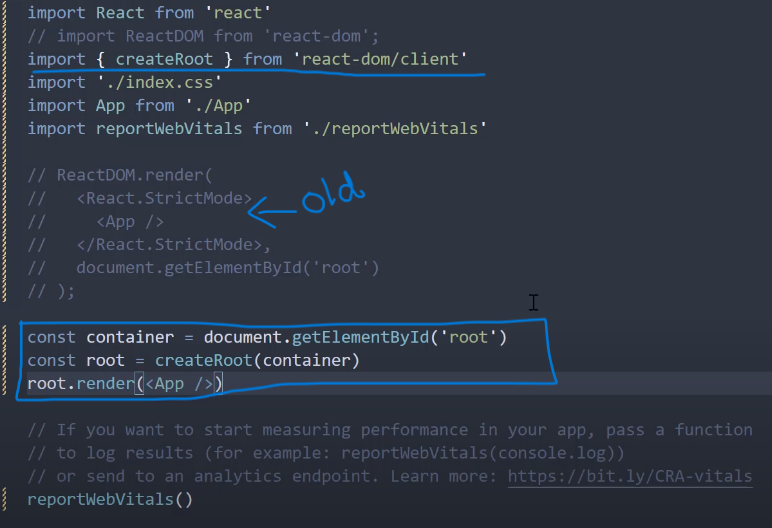 import React from 'react'
// import ReactDOM from 'react-dom';
import { createRoot } from 'react-dom/client'
import './index.css'
import App from './App'
import reportWebVitals from './reportWebVitals'
// ReactDOM.render(
//   <React.StrictMode>
//     <App />
//   </React.StrictMode>,
//   document.getElementById('root')
// );
old
const container = document.getElementById('root')
const root = createRoot(container)
root.render(<App />)
// If you want to start measuring performance in your app, pass a function
// to log results (for example: reportWebVitals(console.log))
// or send to an analytics endpoint. Learn more: https://bit.ly/CRA-vitals
reportWebVitals()